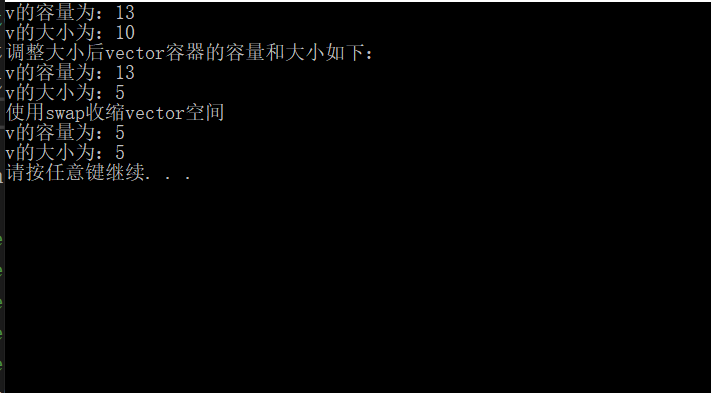 v的容量为：13
v的大小为：10
调整大小后vector容器的容量和大小如下：
v的容量为：13
v的大小为：5
使用swap收缩vector空间
v的容量为：5
v的大小为：5
请按任意键继续. . .